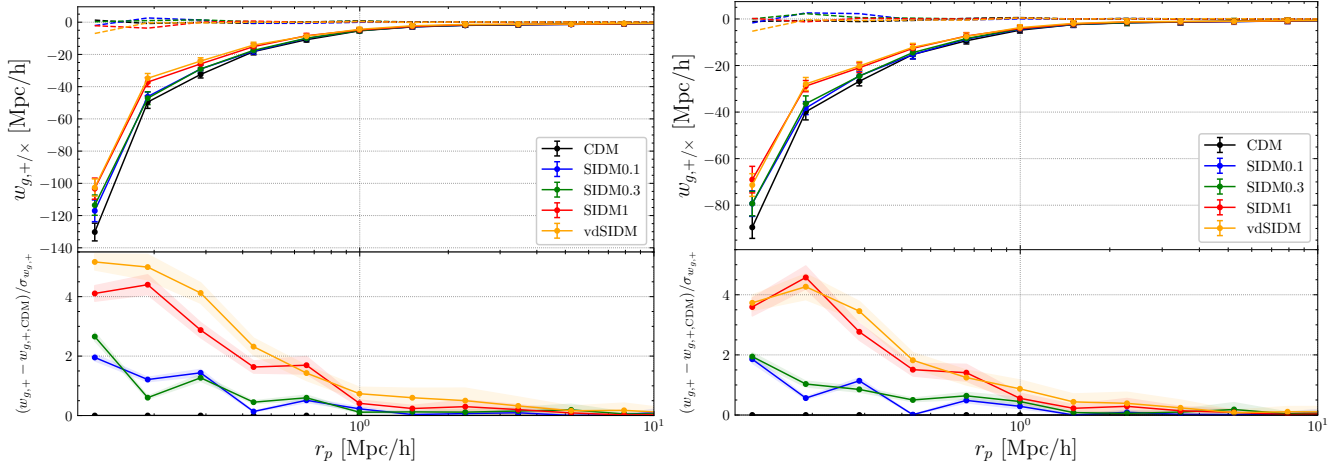 0
−20
−40
−60
−80
−100
−120
−140
w_{g,+/×} [Mpc/h]
CDM
SIDM0.1
SIDM0.3
SIDM1
vdSIDM
4
2
0
(w_{g,+} − w_{g,+,CDM})/σ_{w_{g,+}}
10^0
10^1
r_p [Mpc/h]
0
−20
−40
−60
−80
w_{g,+/×} [Mpc/h]
CDM
SIDM0.1
SIDM0.3
SIDM1
vdSIDM
4
2
0
(w_{g,+} − w_{g,+,CDM})/σ_{w_{g,+}}
10^0
10^1
r_p [Mpc/h]